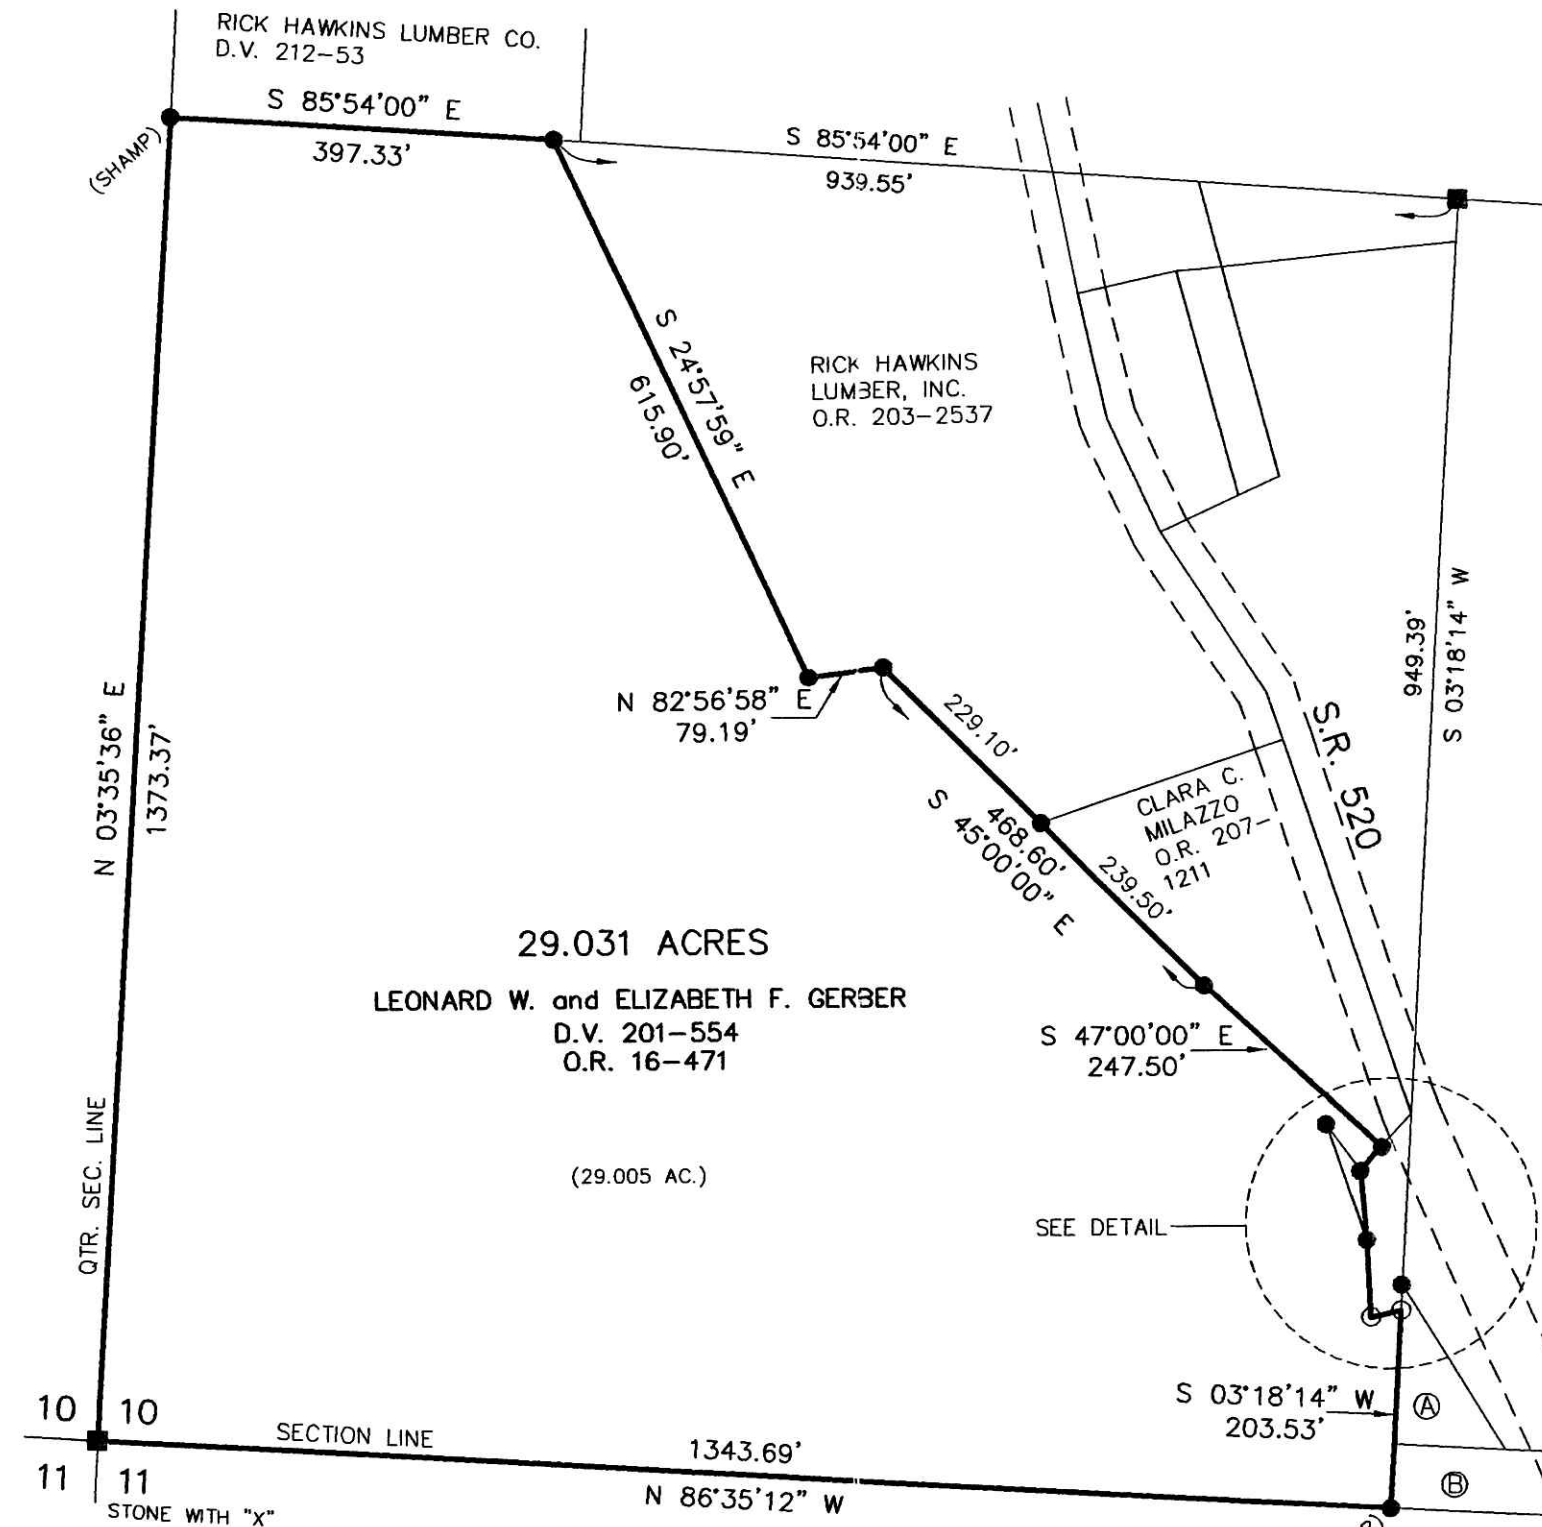 RICK HAWKINS LUMBER CO.
D.V. 212-53
S 85°54'00" E
397.33'
(SHAMP)
S 85°54'00" E
939.55'
S 24°57'59" E
615.90'
RICK HAWKINS
LUMBER, INC.
O.R. 203-2537
N 82°56'58" E
79.19'
229.10'
468.60'
S 45°00'00" E
239.50'
CLARA C.
MILAZZO
O.R. 207-
1211
S.R. 520
949.39'
S 03°18'14" W
N 03°35'36" E
1373.37'
29.031 ACRES
LEONARD W. and ELIZABETH F. GERBER
D.V. 201-554
O.R. 16-471
S 47°00'00" E
247.50'
(29.005 AC.)
QTR. SEC. LINE
SEE DETAIL
S 03°18'14" W
203.53'
A
B
10 10
11 11
SECTION LINE
1343.69'
N 86°35'12" W
STONE WITH "X"